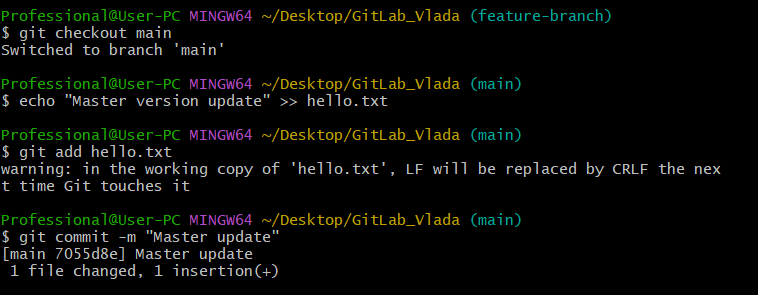 Professional@User-PC MINGW64 ~/Desktop/GitLab_Vlada (feature-branch)
$ git checkout main
Switched to branch 'main'
Professional@User-PC MINGW64 ~/Desktop/GitLab_Vlada (main)
$ echo "Master version update" >> hello.txt
Professional@User-PC MINGW64 ~/Desktop/GitLab_Vlada (main)
$ git add hello.txt
warning: in the working copy of 'hello.txt', LF will be replaced by CRLF the nex
t time Git touches it
Professional@User-PC MINGW64 ~/Desktop/GitLab_Vlada (main)
$ git commit -m "Master update"
[main 7055d8e] Master update
 1 file changed, 1 insertion(+)